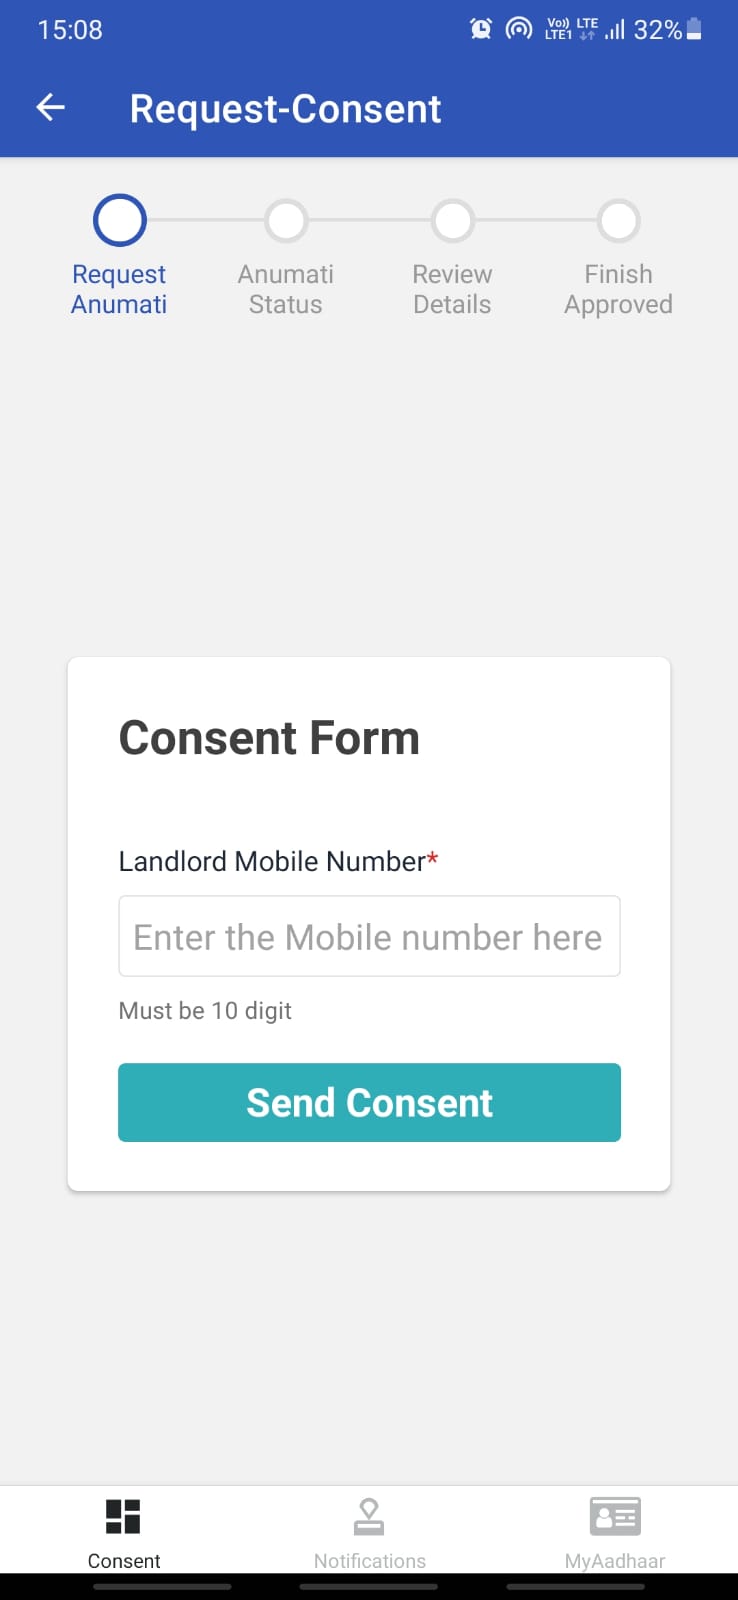 15:08
Vo)) LTE
LTE1
32%
Request-Consent
Request Anumati
Anumati Status
Review Details
Finish Approved
Consent Form
Landlord Mobile Number*
Enter the Mobile number here
Must be 10 digit
Send Consent
Consent
Notifications
MyAadhaar